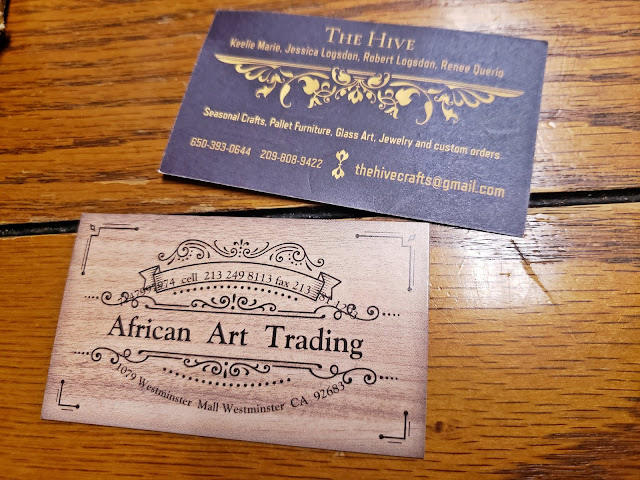 THE HIVE
Keelie Marie, Jessica Logsdon, Robert Logsdon, Renee Querio
Seasonal Crafts, Pallet Furniture, Glass Art, Jewelry and custom orders
650-393-0644 209-808-9422 thehivecrafts@gmail.com
cell 213 249 8113 fax 213
African Art Trading
1079 Westminster Mall Westminster CA 92683